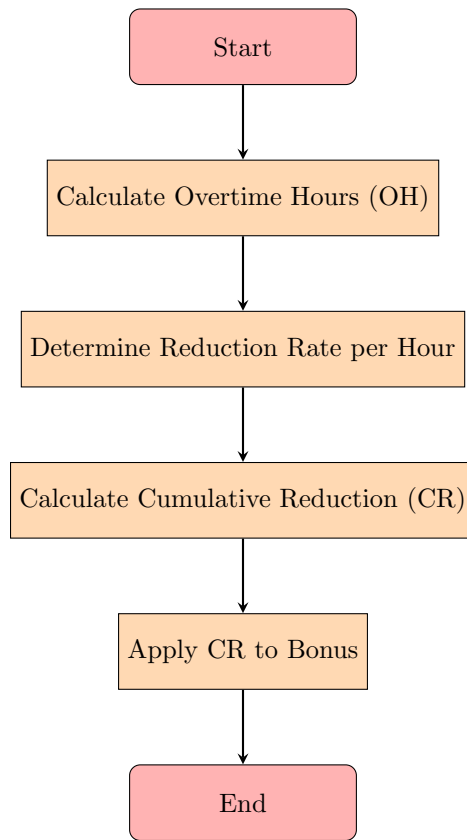 Start
Calculate Overtime Hours (OH)
Determine Reduction Rate per Hour
Calculate Cumulative Reduction (CR)
Apply CR to Bonus
End